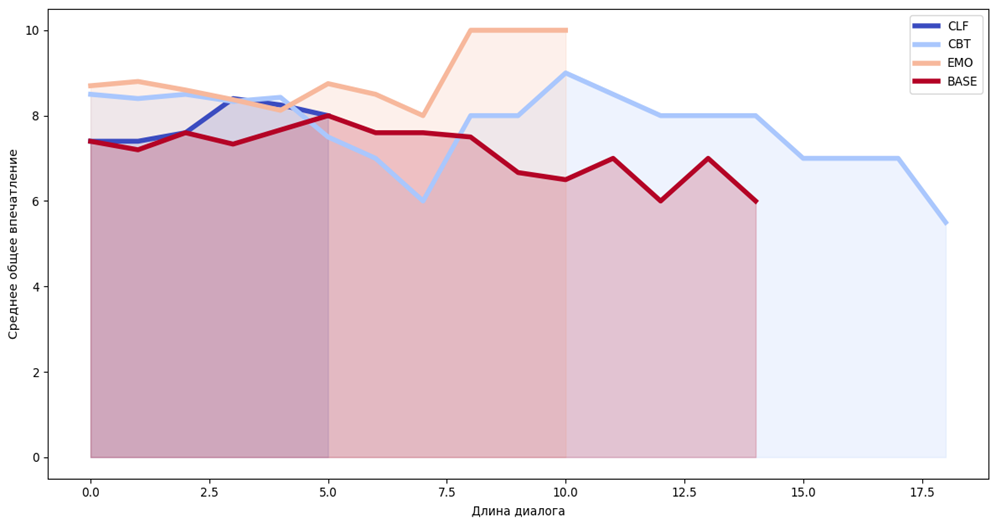 CLF
CBT
EMO
BASE
Среднее общее впечатление
10
8
6
4
2
0
0.0 2.5 5.0 7.5 10.0 12.5 15.0 17.5
Длина диалога